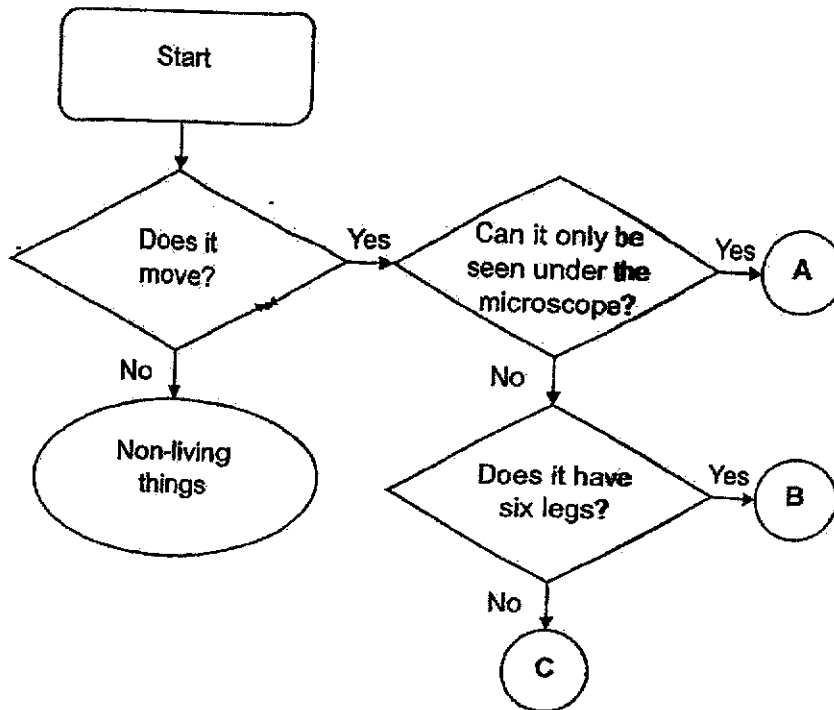 Start
Does it
move?
Yes
Can it only be
seen under the
microscope?
Yes
A
No
No
Non-living
things
Does it have
six legs?
Yes
B
No
C